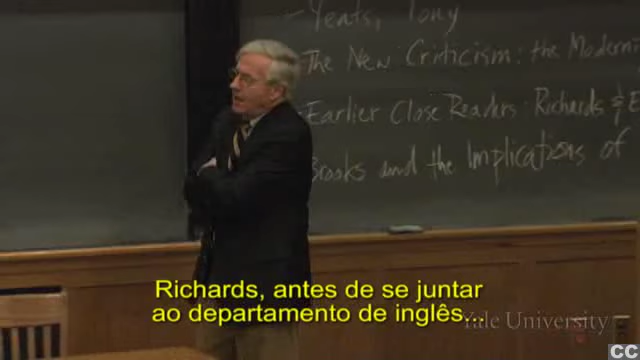 - Yeats, Tony
- The New Criticism: the Moderni
- Earlier Close Readers: Richards & E
Brooks and the Implications of
Richards, antes de se juntar
ao departamento de inglês...
Yale University
CC